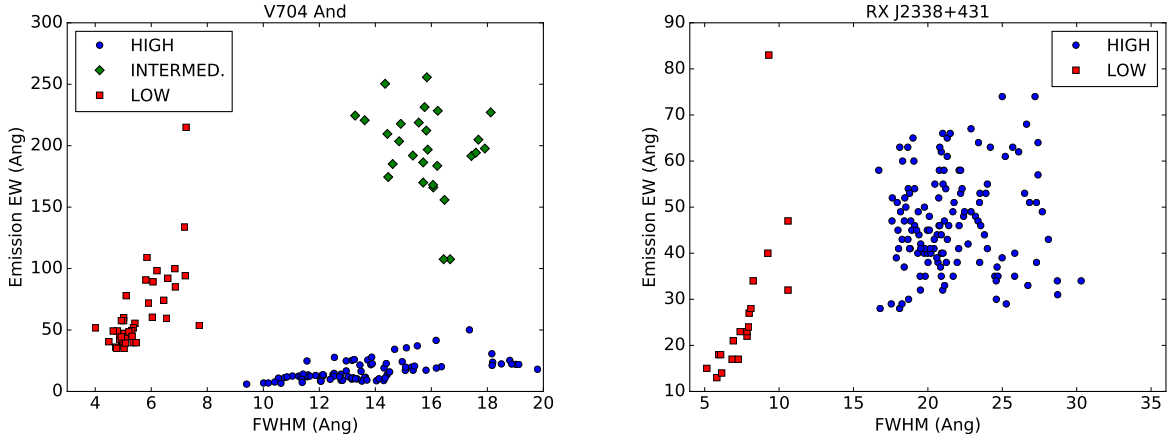 V704 And
300
250
200
150
100
50
0
Emission EW (Ang)
HIGH
INTERMED.
LOW
4 6 8 10 12 14 16 18 20
FWHM (Ang)
RX J2338+431
90
80
70
60
50
40
30
20
10
Emission EW (Ang)
HIGH
LOW
5 10 15 20 25 30 35
FWHM (Ang)